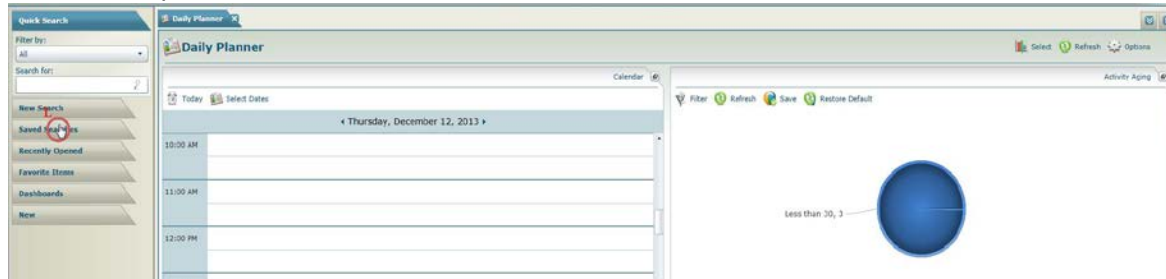 Quick Search
Filter by:
All
Search for:
New Search
L
Saved Searches
Recently Opened
Favorite Items
Dashboards
New
Daily Planner
Daily Planner
Select Refresh Options
Calendar
Today Select Dates
Thursday, December 12, 2013
10:00 AM
11:00 AM
12:00 PM
Activity Aging
Filter Refresh Save Restore Default
Less than 30, 3